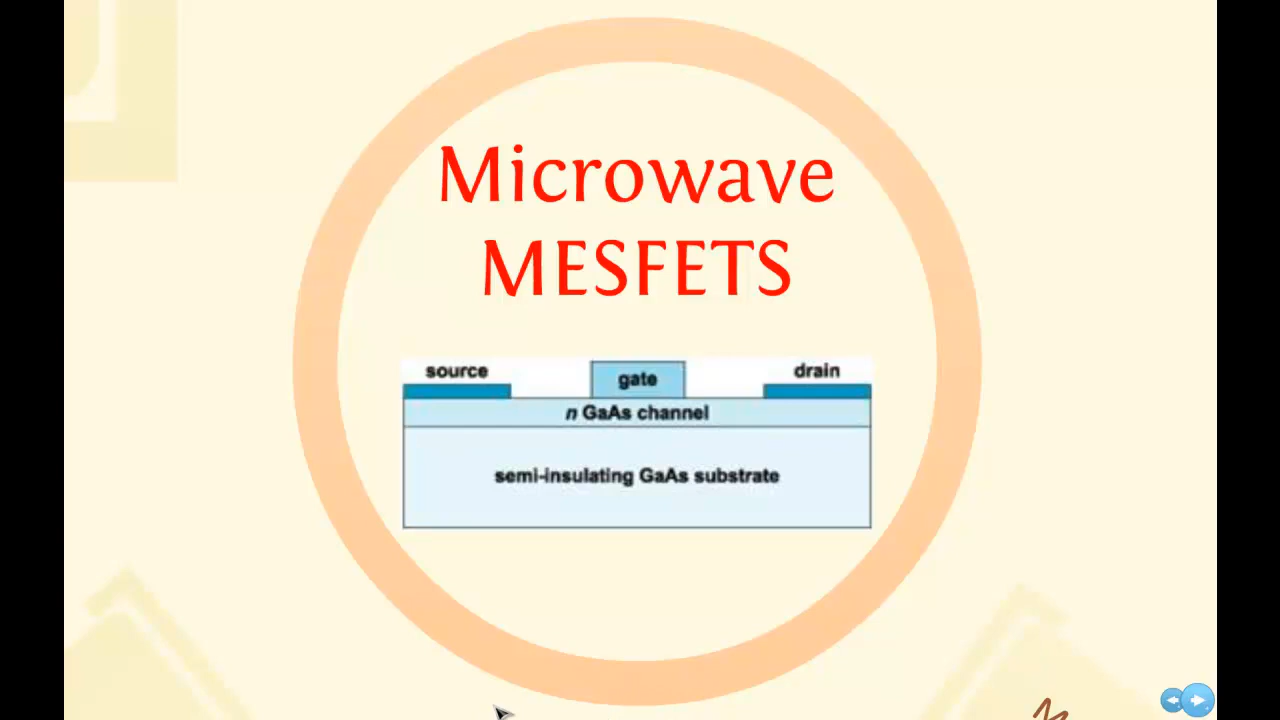 Microwave
MESFETS
source
gate
drain
n GaAs channel
semi-insulating GaAs substrate